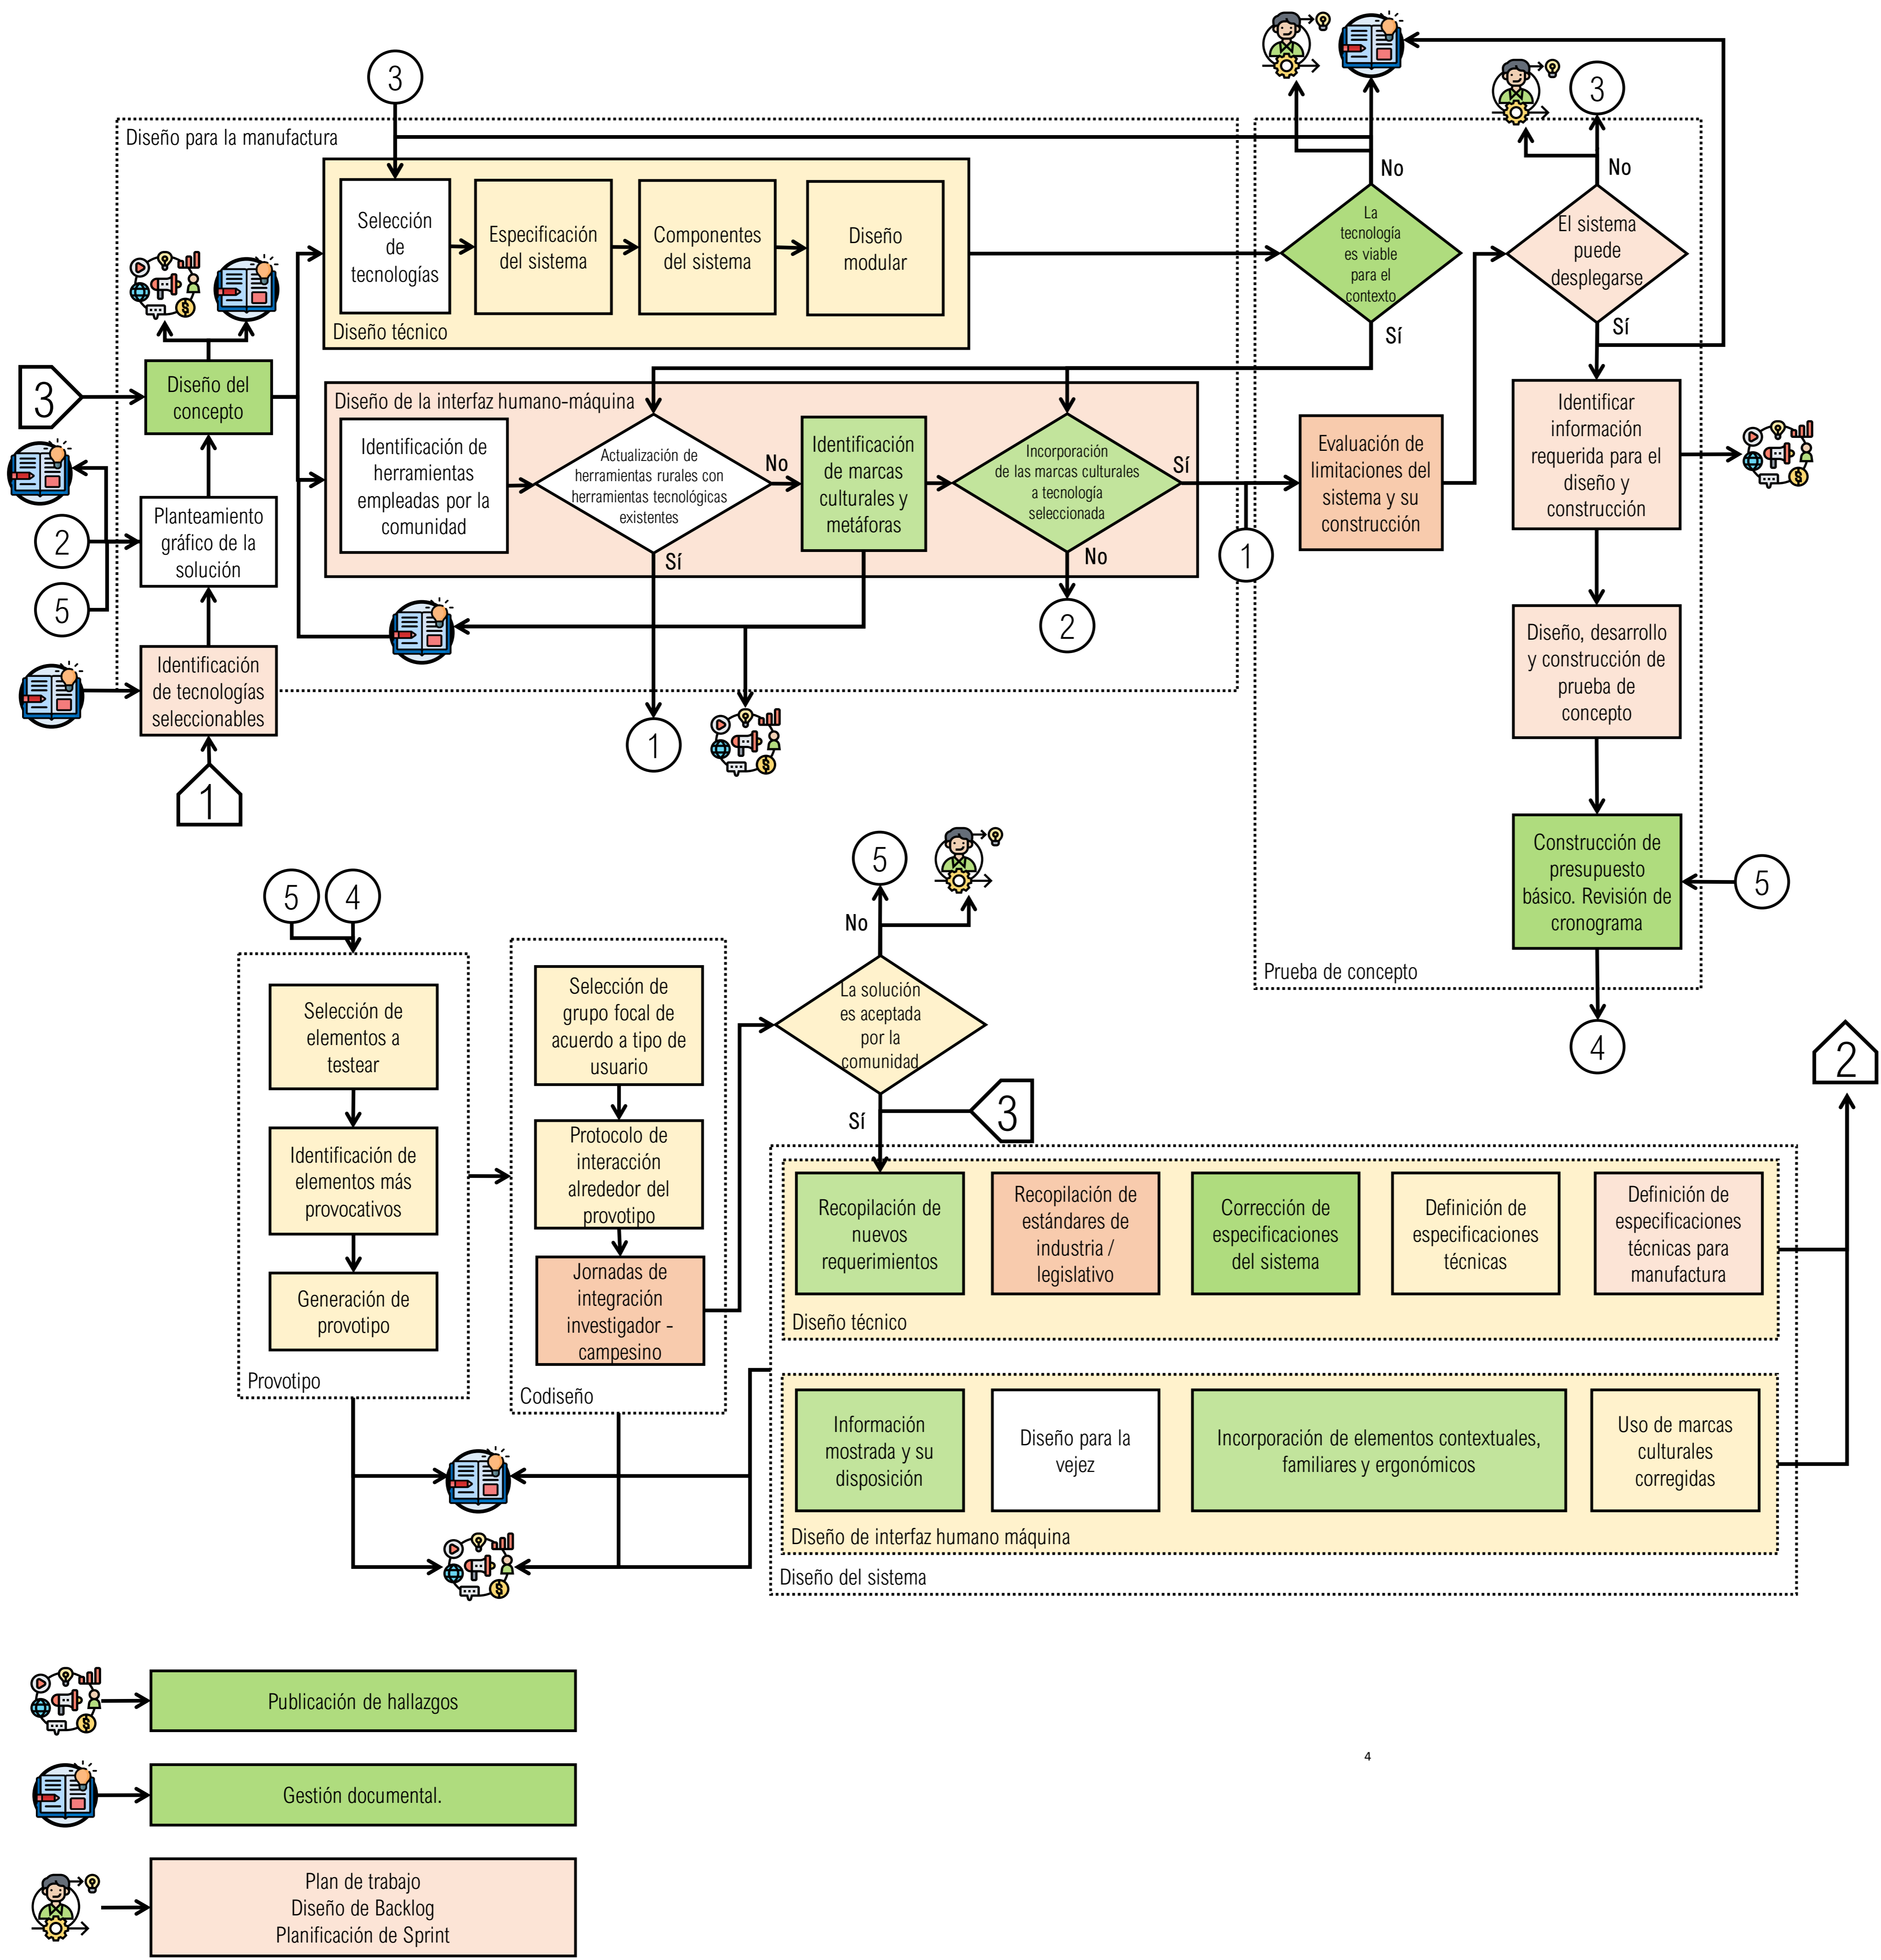 3
Diseño para la manufactura
Selección
de
tecnologías
Especificación
del sistema
Componentes
del sistema
Diseño
modular
Diseño técnico
La
tecnología
es viable
para el
contexto
No
Sí
3
No
El sistema
puede
desplegarse
Sí
3
Diseño del
concepto
Diseño de la interfaz humano-máquina
Identificación de
herramientas
empleadas por la
comunidad
Actualización de
herramientas rurales con
herramientas tecnológicas
existentes
No
Sí
Identificación
de marcas
culturales y
metáforas
Incorporación
de las marcas culturales
a tecnología
seleccionada
Sí
No
1
Evaluación de
limitaciones del
sistema y su
construcción
Identificar
información
requerida para el
diseño y
construcción
2
5
Planteamiento
gráfico de la
solución
2
Identificación
de tecnologías
seleccionables
1
1
Diseño, desarrollo
y construcción de
prueba de
concepto
Construcción de
presupuesto
básico. Revisión de
cronograma
5
Prueba de concepto
4
5
4
5
No
Selección de
elementos a
testear
Identificación de
elementos más
provocativos
Generación de
provotipo
Provotipo
Selección de
grupo focal de
acuerdo a tipo de
usuario
Protocolo de
interacción
alrededor del
provotipo
Jornadas de
integración
investigador -
campesino
Codiseño
La solución
es aceptada
por la
comunidad
Sí
3
2
Recopilación de
nuevos
requerimientos
Recopilación de
estándares de
industria /
legislativo
Corrección de
especificaciones
del sistema
Definición de
especificaciones
técnicas
Definición de
especificaciones
técnicas para
manufactura
Diseño técnico
Información
mostrada y su
disposición
Diseño para la
vejez
Incorporación de elementos contextuales,
familiares y ergonómicos
Uso de marcas
culturales
corregidas
Diseño de interfaz humano máquina
Diseño del sistema
Publicación de hallazgos
Gestión documental.
4
Plan de trabajo
Diseño de Backlog
Planificación de Sprint